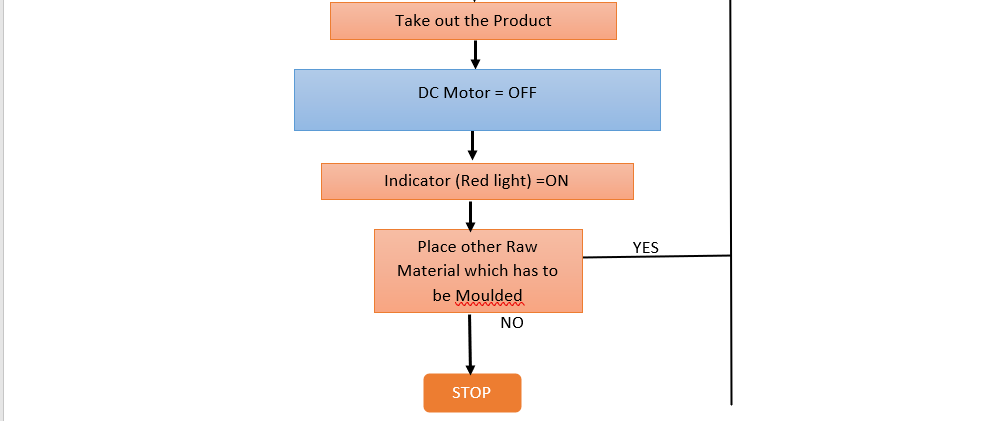 Take out the Product
DC Motor = OFF
Indicator (Red light) =ON
Place other Raw
Material which has to
be Moulded
YES
NO
STOP